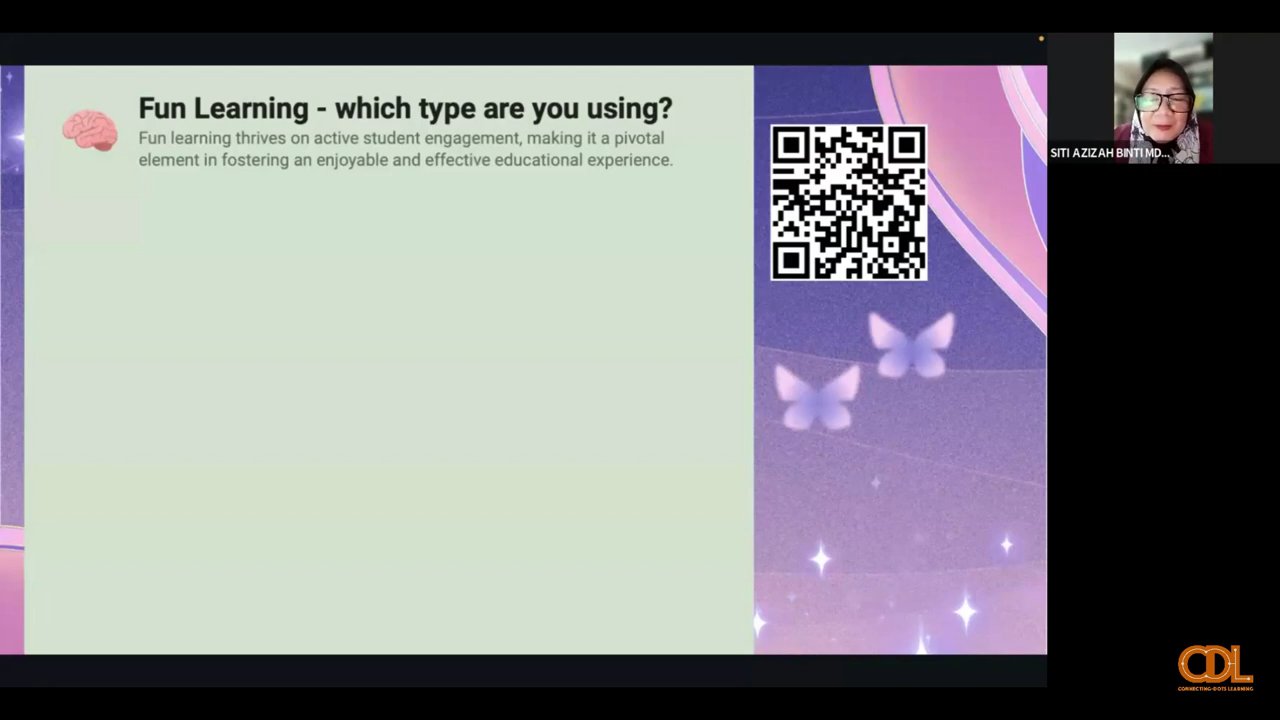 Fun Learning - which type are you using?
Fun learning thrives on active student engagement, making it a pivotal
element in fostering an enjoyable and effective educational experience.
SITI AZIZAH BINTI MD...
CDL
CONNECTING-DOTS LEARNING